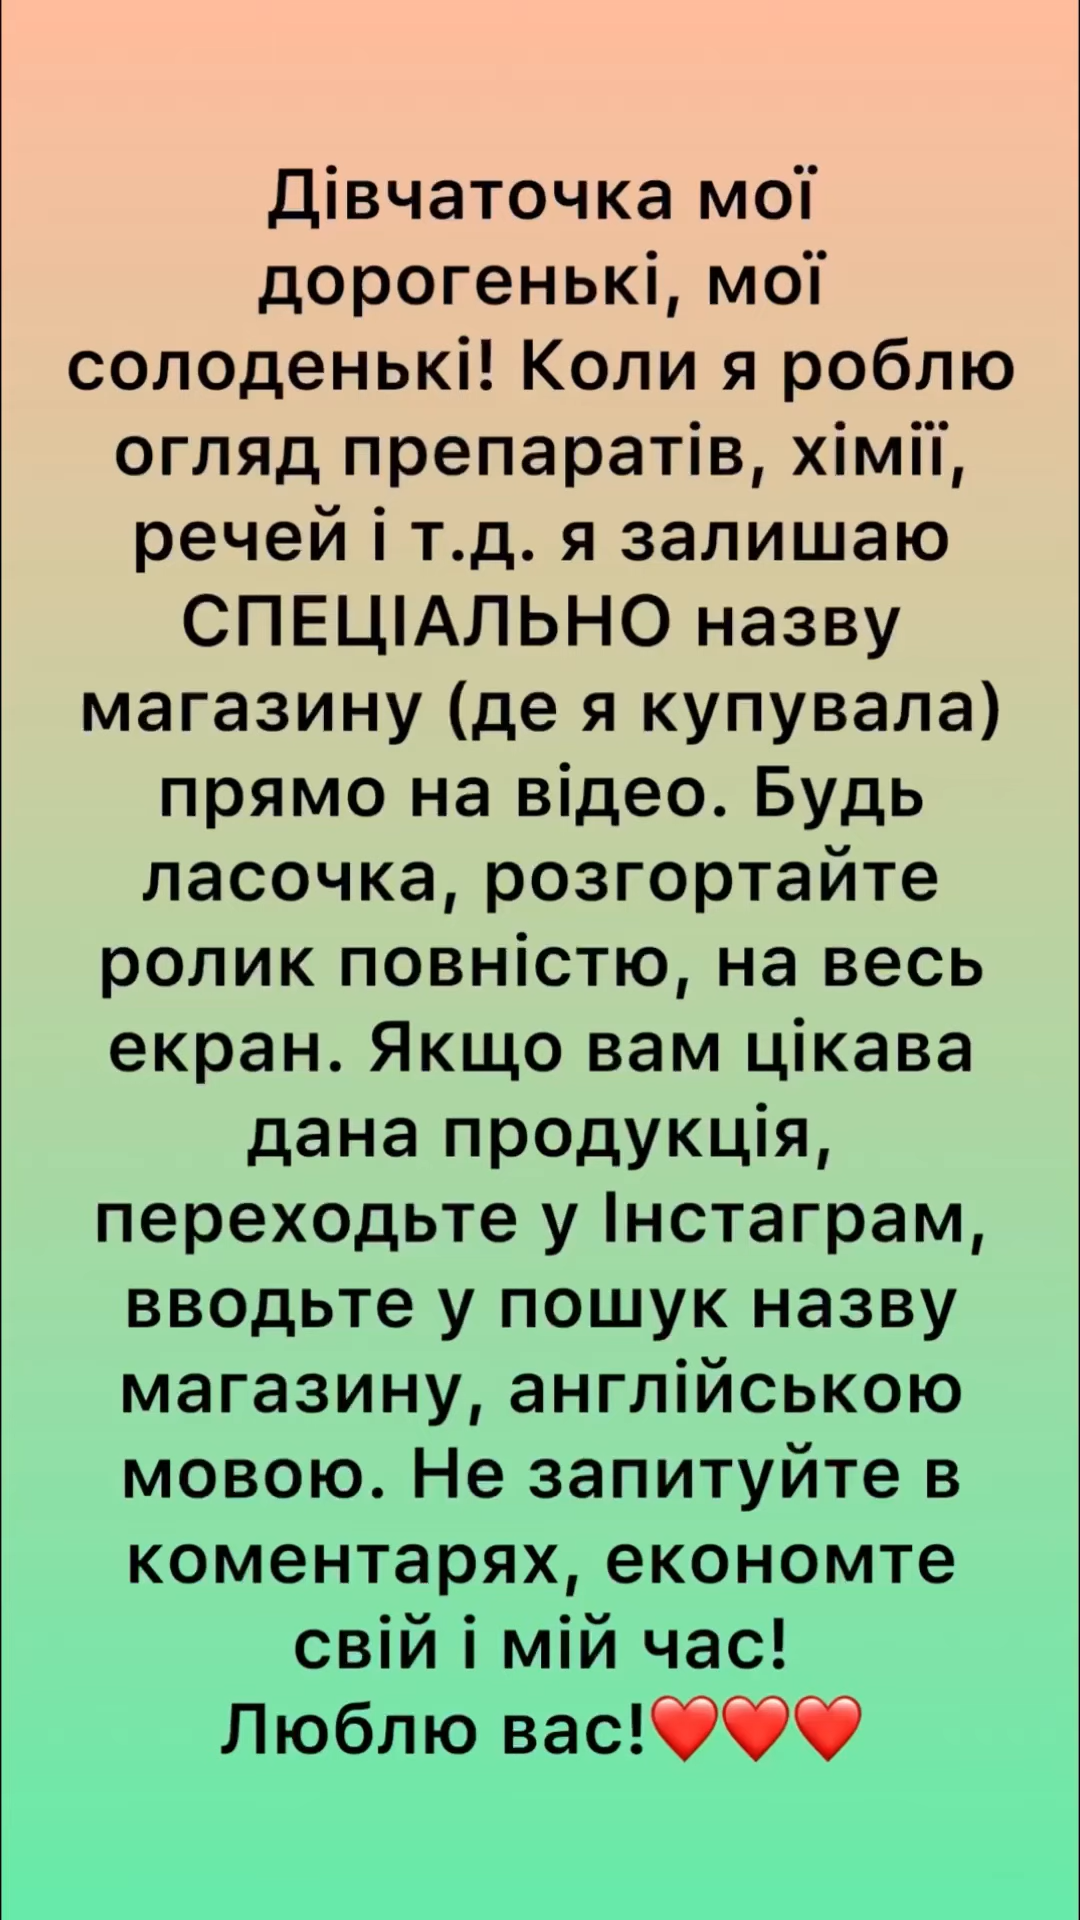 Дівчаточка мої
дорогенькі, мої
солоденькі! Коли я роблю
огляд препаратів, хімії,
речей і т.д. я залишаю
СПЕЦІАЛЬНО назву
магазину (де я купувала)
прямо на відео. Будь
ласочка, розгортайте
ролик повністю, на весь
екран. Якщо вам цікава
дана продукція,
переходьте у Інстаграм,
вводьте у пошук назву
магазину, англійською
мовою. Не запитуйте в
коментарях, економте
свій і мій час!
Люблю вас!❤️❤️❤️